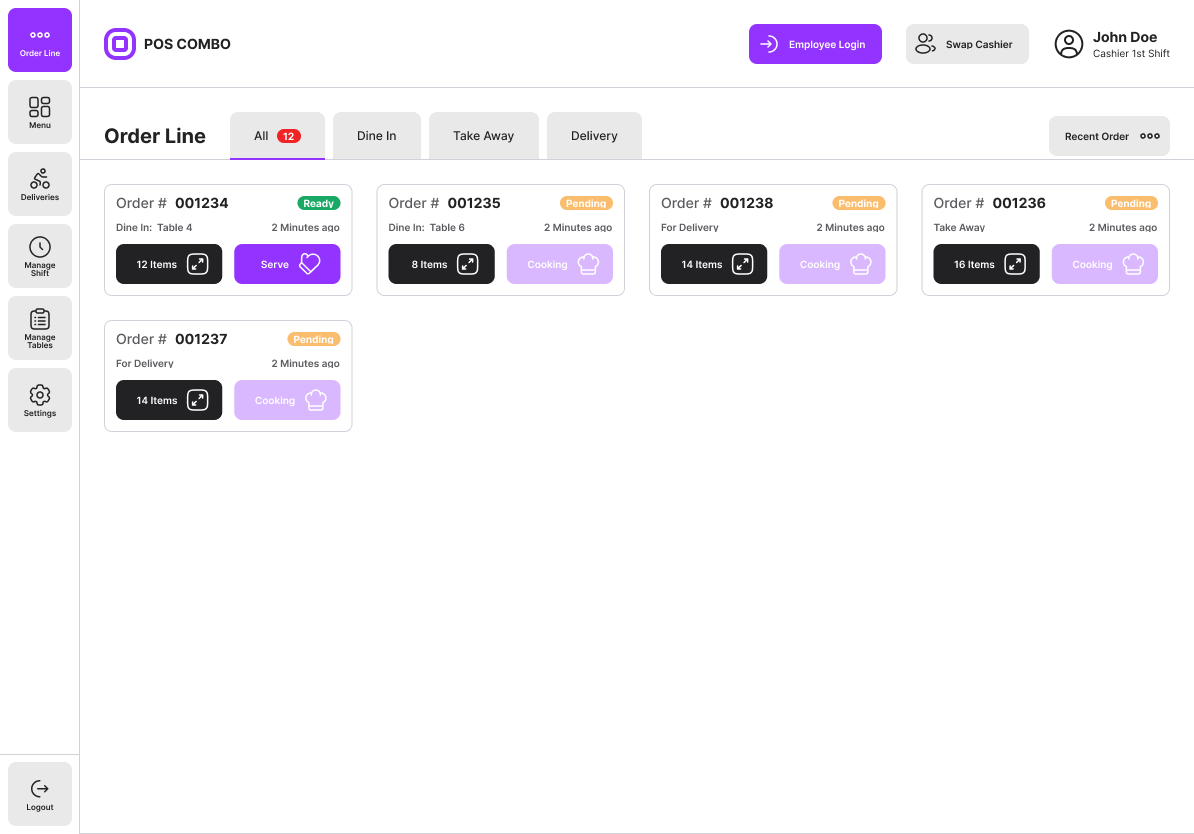 Order Line
Menu
Deliveries
Manage
Shift
Manage
Tables
Settings
Logout
POS COMBO
Employee Login
Swap Cashier
John Doe
Cashier 1st Shift
Order Line
All 12
Dine In
Take Away
Delivery
Recent Order
Order # 001234 Ready
Dine In: Table 4 2 Minutes ago
12 Items Serve
Order # 001235 Pending
Dine In: Table 6 2 Minutes ago
8 Items Cooking
Order # 001238 Pending
For Delivery 2 Minutes ago
14 Items Cooking
Order # 001236 Pending
Take Away 2 Minutes ago
16 Items Cooking
Order # 001237 Pending
For Delivery 2 Minutes ago
14 Items Cooking